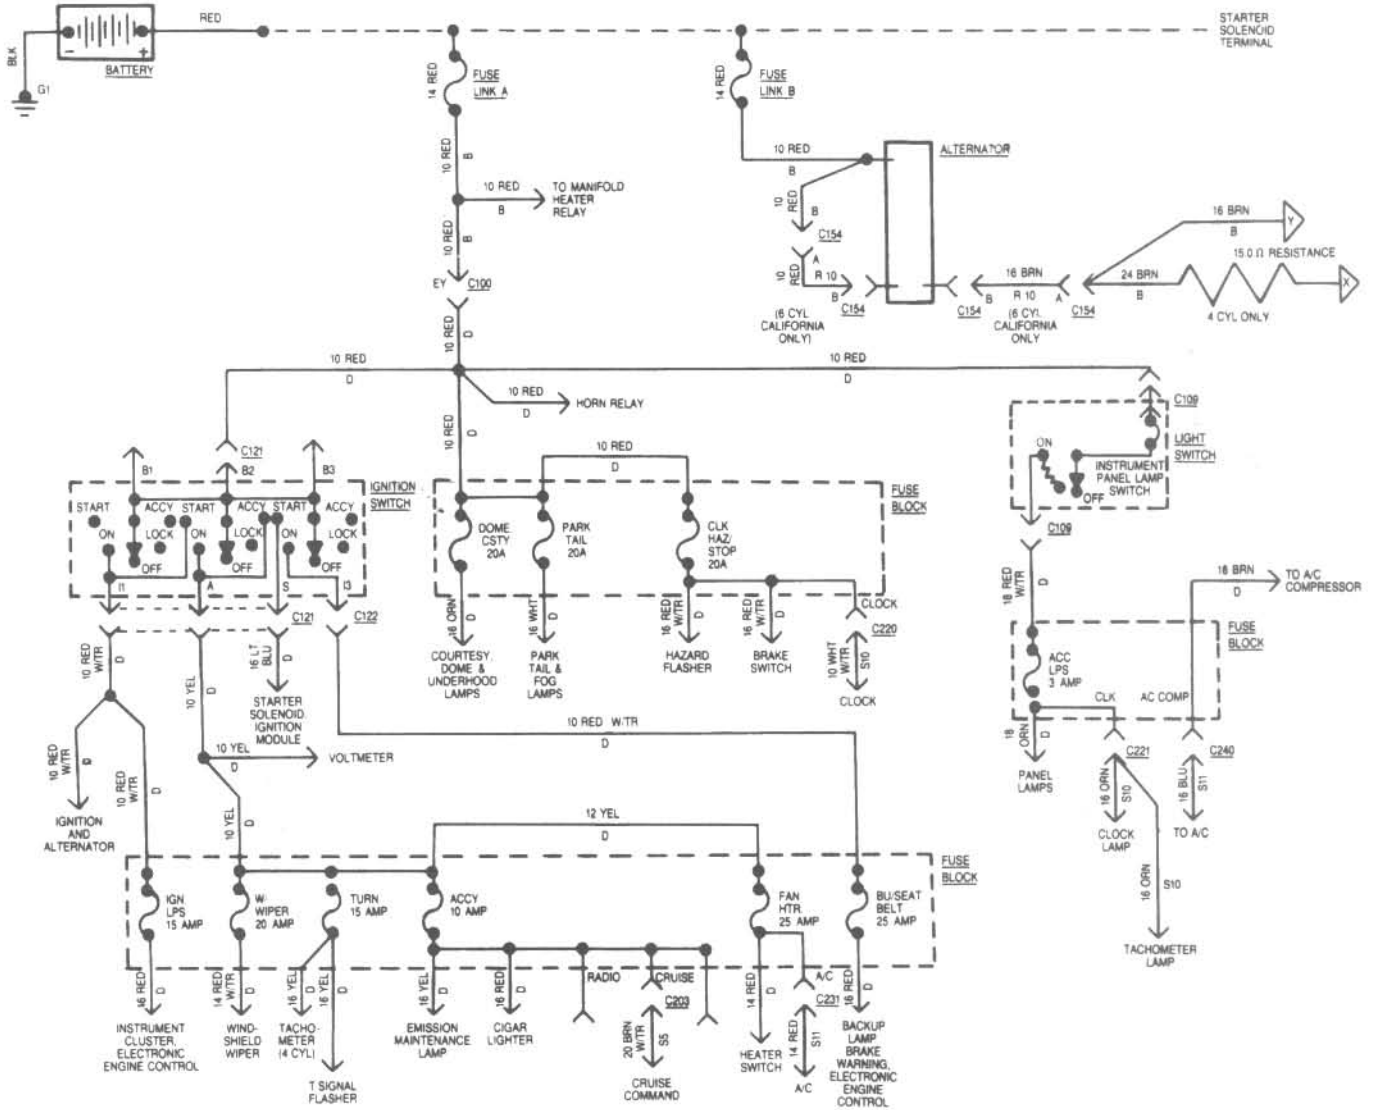 RED
STARTER
SOLENOID
TERMINAL
BLK
- +
BATTERY
G1
14 RED
FUSE
LINK A
14 RED
FUSE
LINK B
10 RED
B
10 RED
B
ALTERNATOR
10 RED
B
TO MANIFOLD
HEATER
RELAY
10
RED
B
C154
16 BRN
B
Y
10 RED
B
A
10
RED
R 10
B
C154
15.0 Ω RESISTANCE
EY
C100
16 BRN
B
R 10
A
C154
C154
24 BRN
B
X
4 CYL ONLY
(6 CYL
CALIFORNIA
ONLY)
(6 CYL
CALIFORNIA
ONLY
10 RED
D
10 RED
D
10 RED
D
10 RED
D
HORN RELAY
C109
10 RED
D
10 RED
D
ON
LIGHT
SWITCH
INSTRUMENT
PANEL LAMP
SWITCH
OFF
C121
B1
B2
B3
IGNITION
SWITCH
START
ACCY
START
ACCY
START
ACCY
ON
LOCK
ON
LOCK
ON
LOCK
OFF
OFF
OFF
I1
A
S
I3
FUSE
BLOCK
DOME
CSTY
20A
PARK
TAIL
20A
CLK
HAZ/
STOP
20A
C109
18 RED
W/TR
D
16 BRN
D
TO A/C
COMPRESSOR
C121
C122
CLOCK
C220
16 ORN
D
16 WHT
D
16 RED
W/TR
D
16 RED
W/TR
D
10 WHT
W/TR
S10
COURTESY,
DOME &
UNDERHOOD
LAMPS
PARK
TAIL &
FOG
LAMPS
HAZARD
FLASHER
BRAKE
SWITCH
CLOCK
FUSE
BLOCK
ACC
LPS
3 AMP
CLK
AC COMP
10 RED
W/TR
D
10 YEL
D
16 LT
BLU
D
STARTER
SOLENOID,
IGNITION
MODULE
10 RED W/TR
D
18
ORN
D
C221
C240
PANEL
LAMPS
16 ORN
S10
16 BLU
S11
10 YEL
D
VOLTMETER
10 RED
W/TR
D
10 RED
W/TR
D
10 YEL
D
IGNITION
AND
ALTERNATOR
12 YEL
D
CLOCK
LAMP
TO A/C
16 ORN
S10
TACHOMETER
LAMP
FUSE
BLOCK
IGN
LPS
15 AMP
W/
WIPER
20 AMP
TURN
15 AMP
ACCY
10 AMP
FAN
HTR
25 AMP
BU/SEAT
BELT
25 AMP
RADIO
CRUISE
A/C
16 RED
D
14 RED
W/TR
D
16 YEL
D
16 YEL
D
16 YEL
D
16 RED
D
C203
14 RED
D
C231
16 RED
D
INSTRUMENT
CLUSTER,
ELECTRONIC
ENGINE CONTROL
WIND-
SHIELD
WIPER
TACHO-
METER
(4 CYL)
EMISSION
MAINTENANCE
LAMP
CIGAR
LIGHTER
20 BRN
W/TR
S5
HEATER
SWITCH
14 RED
S11
BACKUP
LAMP
BRAKE
WARNING,
ELECTRONIC
ENGINE
CONTROL
T SIGNAL
FLASHER
CRUISE
COMMAND
A/C